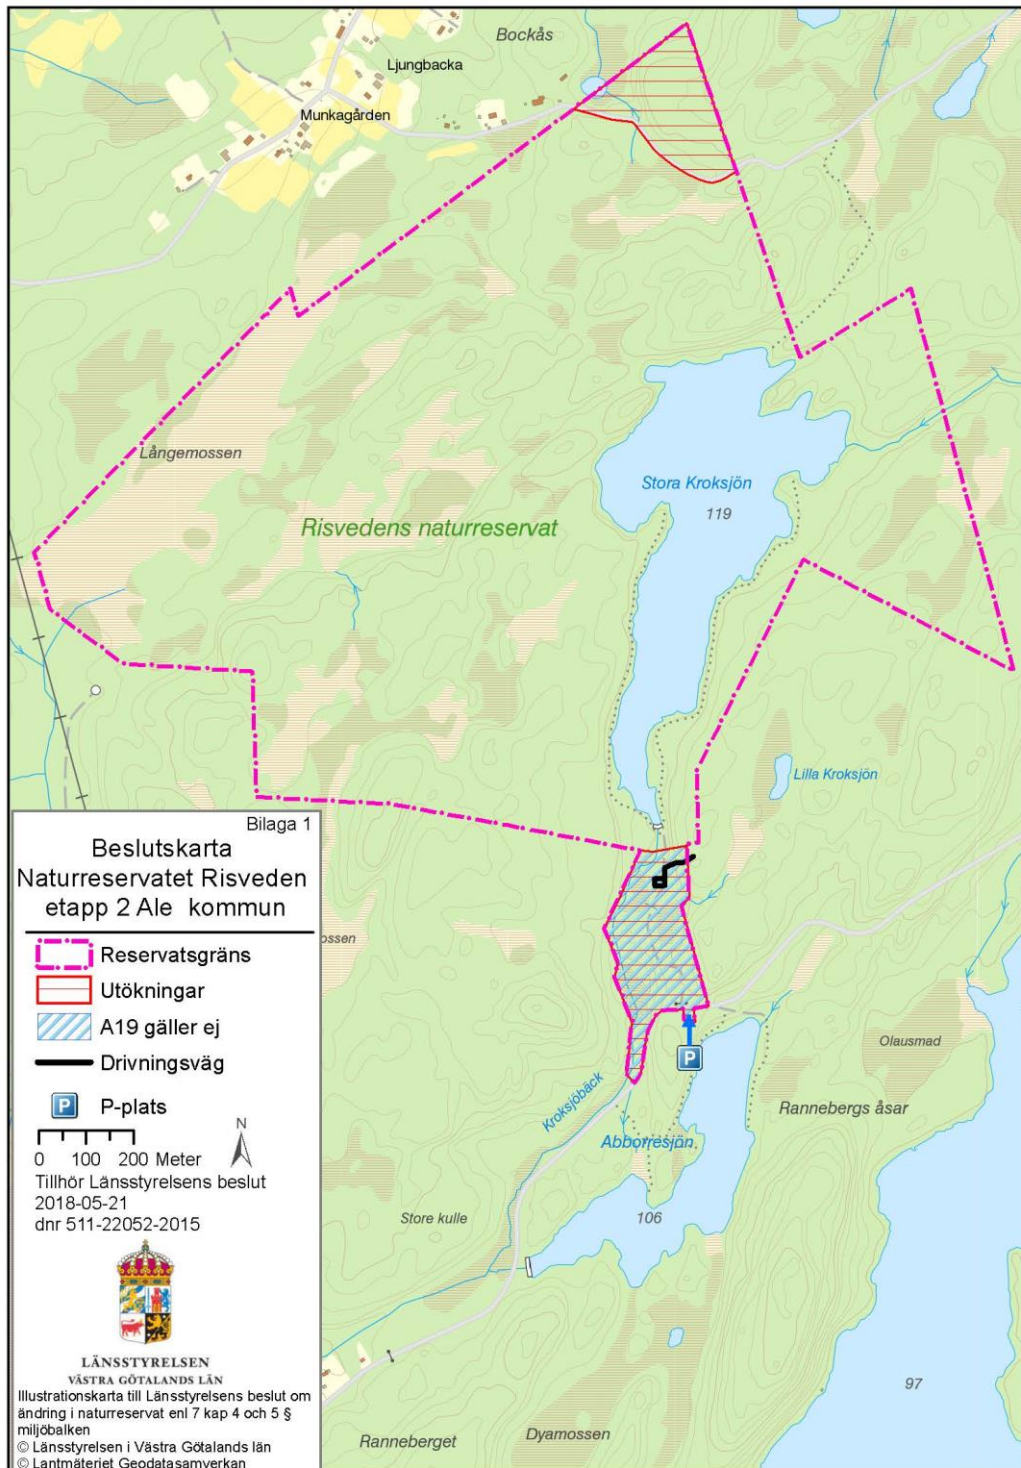 Bockås
Ljungbacka
Munkagården
Långemossen
Stora Kroksjön
119
Risvedens naturreservat
Lilla Kroksjön
Bilaga 1
Beslutskarta
Naturreservatet Risveden
etapp 2 Ale kommun
Reservatsgräns
Utökningar
A19 gäller ej
Drivningsväg
P
P-plats
0 100 200 Meter
N
Tillhör Länsstyrelsens beslut
2018-05-21
dnr 511-22052-2015
LÄNSSTYRELSEN
VÄSTRA GÖTALANDS LÄN
Illustrationskarta till Länsstyrelsens beslut om
ändring i naturreservat enl 7 kap 4 och 5 §
miljöbalken
© Länsstyrelsen i Västra Götalands län
© Lantmäteriet Geodatasamverkan
ossen
Olausmad
P
Kroksjöbäck
Rannebergs åsar
Abborresjön
Store kulle
106
97
Ranneberget
Dyamossen